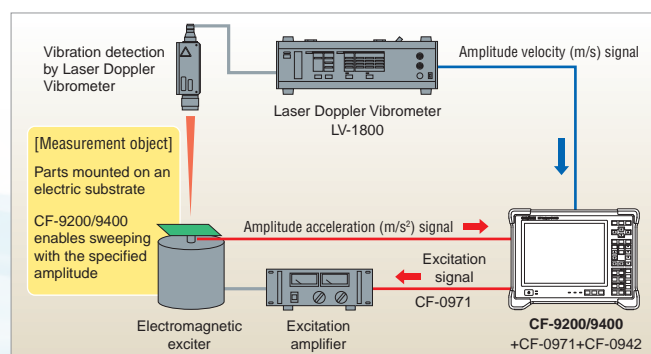 Vibration detection
by Laser Doppler
Vibrometer
Amplitude velocity (m/s) signal
Laser Doppler Vibrometer
LV-1800
[Measurement object]
Parts mounted on an
electric substrate
CF-9200/9400
enables sweeping
with the specified
amplitude
Amplitude acceleration (m/s²) signal
Excitation
signal
CF-0971
Electromagnetic
exciter
Excitation
amplifier
CF-9200/9400
+CF-0971+CF-0942